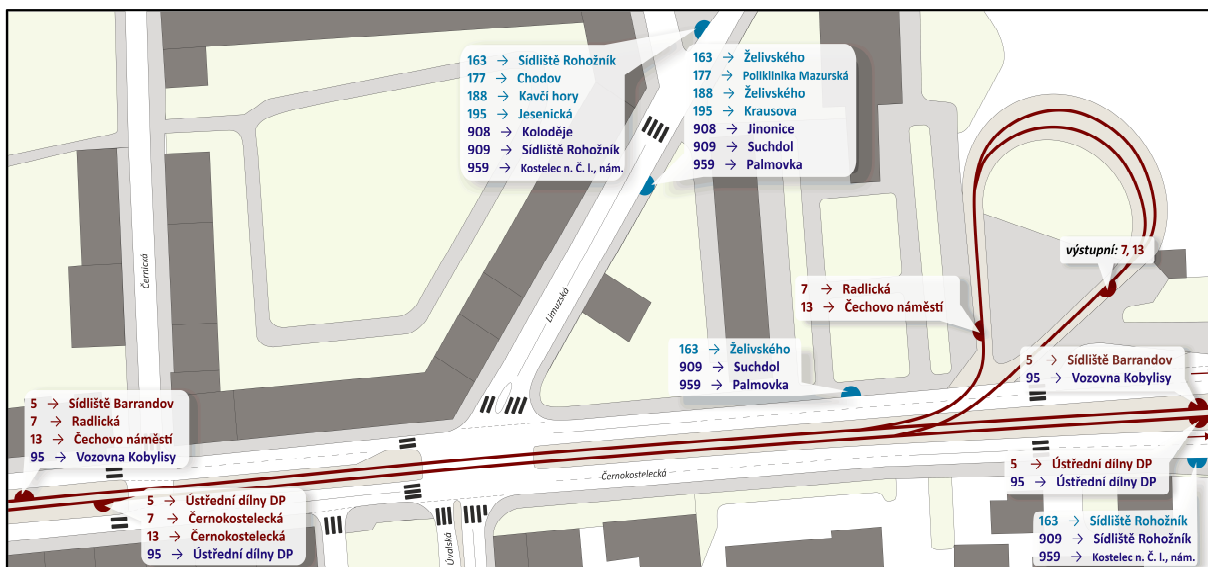 163 → Sídliště Rohožník
177 → Chodov
188 → Kavčí hory
195 → Jesenická
908 → Koloděje
909 → Sídliště Rohožník
959 → Kostelec n. Č. l., nám.
163 → Želivského
177 → Poliklinika Mazurská
188 → Želivského
195 → Krausova
908 → Jinonice
909 → Suchdol
959 → Palmovka
výstupní: 7, 13
Černická
Limuzská
7 → Radlická
13 → Čechovo náměstí
163 → Želivského
909 → Suchdol
959 → Palmovka
5 → Sídliště Barrandov
95 → Vozovna Kobylisy
5 → Sídliště Barrandov
7 → Radlická
13 → Čechovo náměstí
95 → Vozovna Kobylisy
Černokostelecká
5 → Ústřední dílny DP
95 → Ústřední dílny DP
5 → Ústřední dílny DP
7 → Černokostelecká
13 → Černokostelecká
95 → Ústřední dílny DP
Úvalská
163 → Sídliště Rohožník
909 → Sídliště Rohožník
959 → Kostelec n. Č. l., nám.